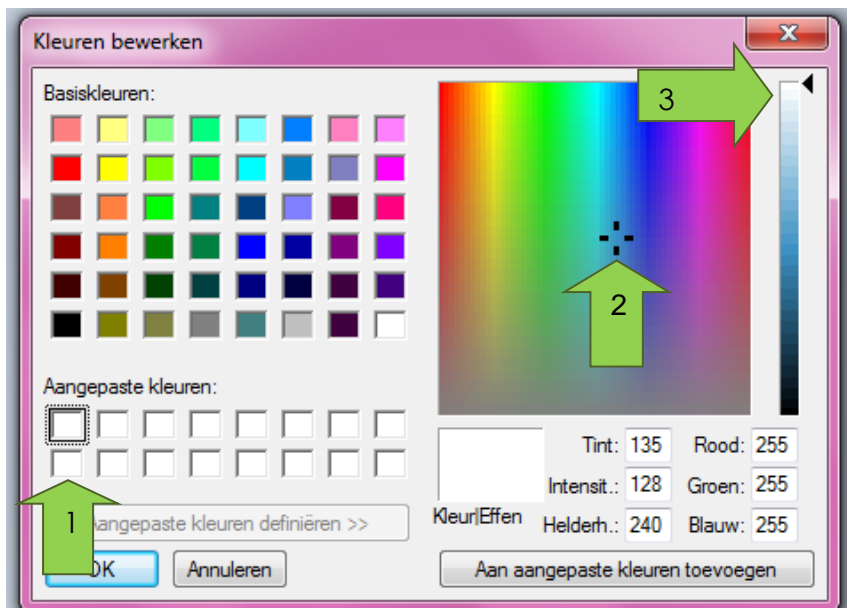 Kleuren bewerken
x
Basiskleuren:
3
2
Aangepaste kleuren:
Tint: 135 Rood: 255
Intensit.: 128 Groen: 255
Kleur|Effen Helderh.: 240 Blauw: 255
1 Aangepaste kleuren definiëren >>
OK Annuleren Aan aangepaste kleuren toevoegen